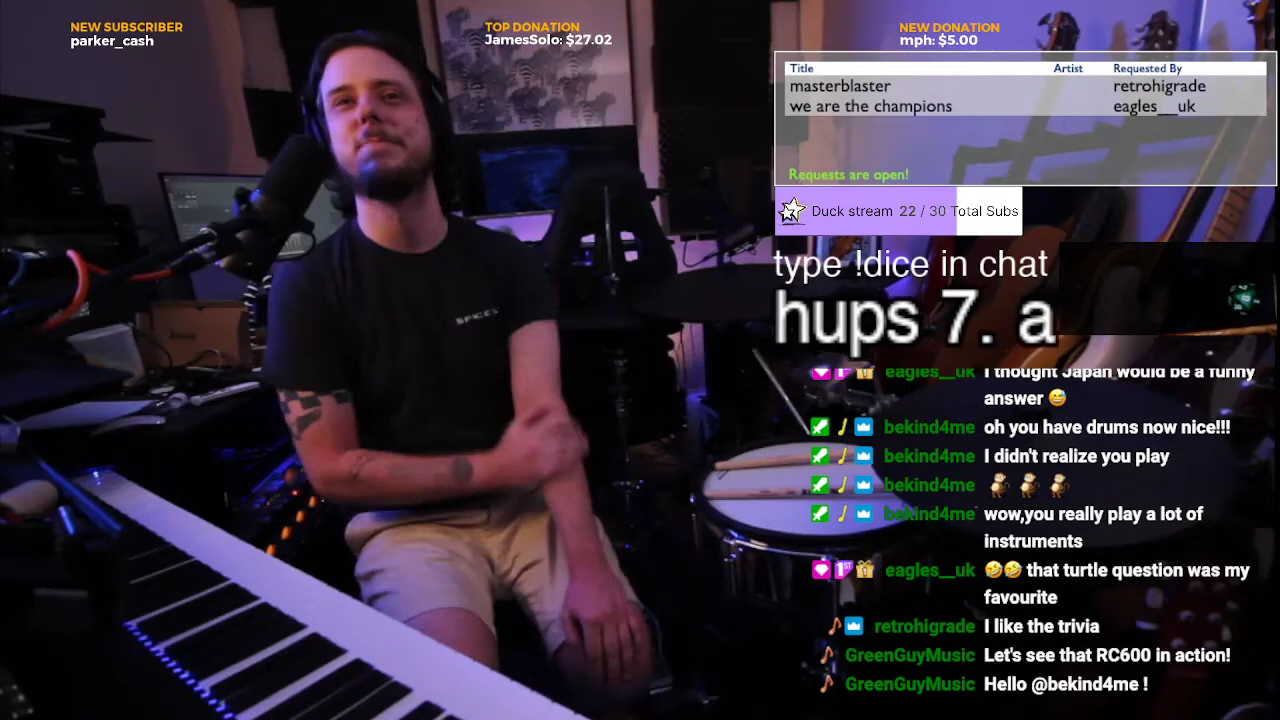 NEW SUBSCRIBER
parker_cash
TOP DONATION
JamesSolo: $27.02
NEW DONATION
mph: $5.00
Title Artist Requested By
masterblaster retrohigrade
we are the champions eagles__uk
Requests are open!
Duck stream 22 / 30 Total Subs
type !dice in chat
hups 7. a
SPICES
eagles__uk I thought Japan would be a funny
answer 😅
bekind4me oh you have drums now nice!!!
bekind4me I didn't realize you play
bekind4me 🐒 🐒 🐒
bekind4me wow,you really play a lot of
instruments
eagles__uk 🤣🤣 that turtle question was my
favourite
retrohigrade I like the trivia
GreenGuyMusic Let's see that RC600 in action!
GreenGuyMusic Hello @bekind4me !